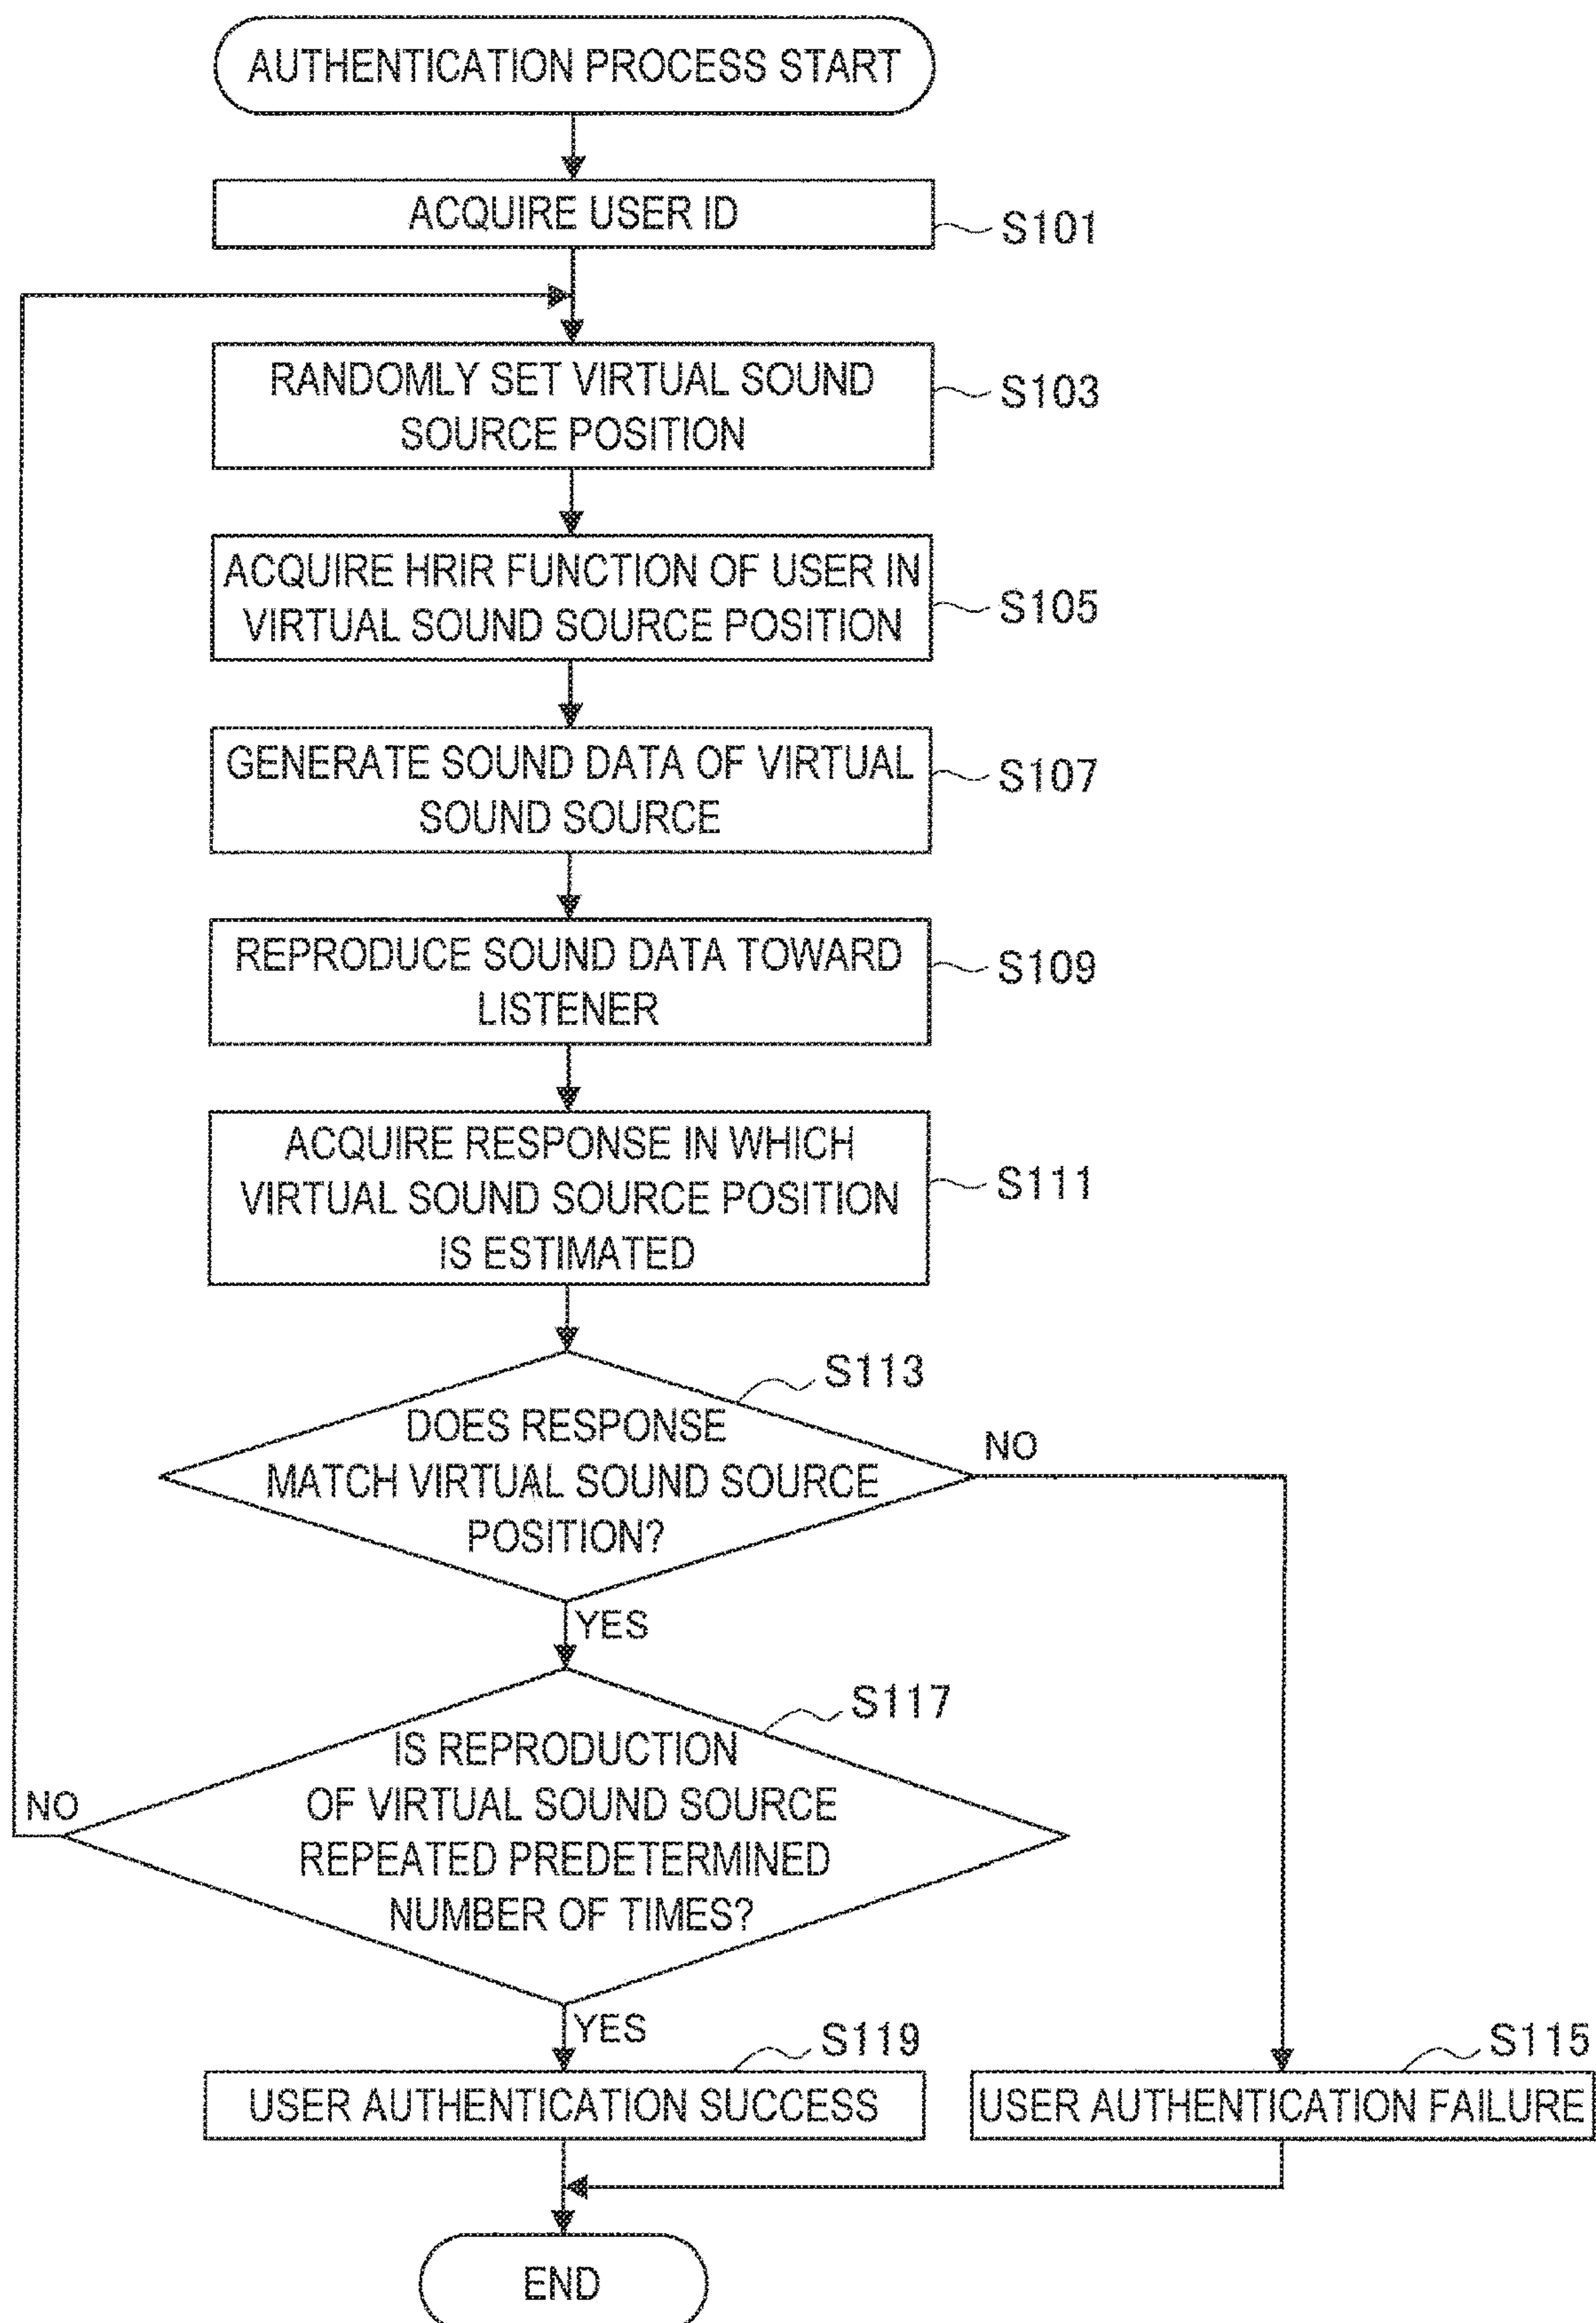 AUTHENTICATION PROCESS START
ACQUIRE USER ID
S101
RANDOMLY SET VIRTUAL SOUND
SOURCE POSITION
S103
ACQUIRE HRIR FUNCTION OF USER IN
VIRTUAL SOUND SOURCE POSITION
S105
GENERATE SOUND DATA OF VIRTUAL
SOUND SOURCE
S107
REPRODUCE SOUND DATA TOWARD
LISTENER
S109
ACQUIRE RESPONSE IN WHICH
VIRTUAL SOUND SOURCE POSITION
IS ESTIMATED
S111
S113
DOES RESPONSE
MATCH VIRTUAL SOUND SOURCE
POSITION?
NO
YES
S117
IS REPRODUCTION
OF VIRTUAL SOUND SOURCE
REPEATED PREDETERMINED
NUMBER OF TIMES?
NO
YES
S119
USER AUTHENTICATION SUCCESS
S115
USER AUTHENTICATION FAILURE
END